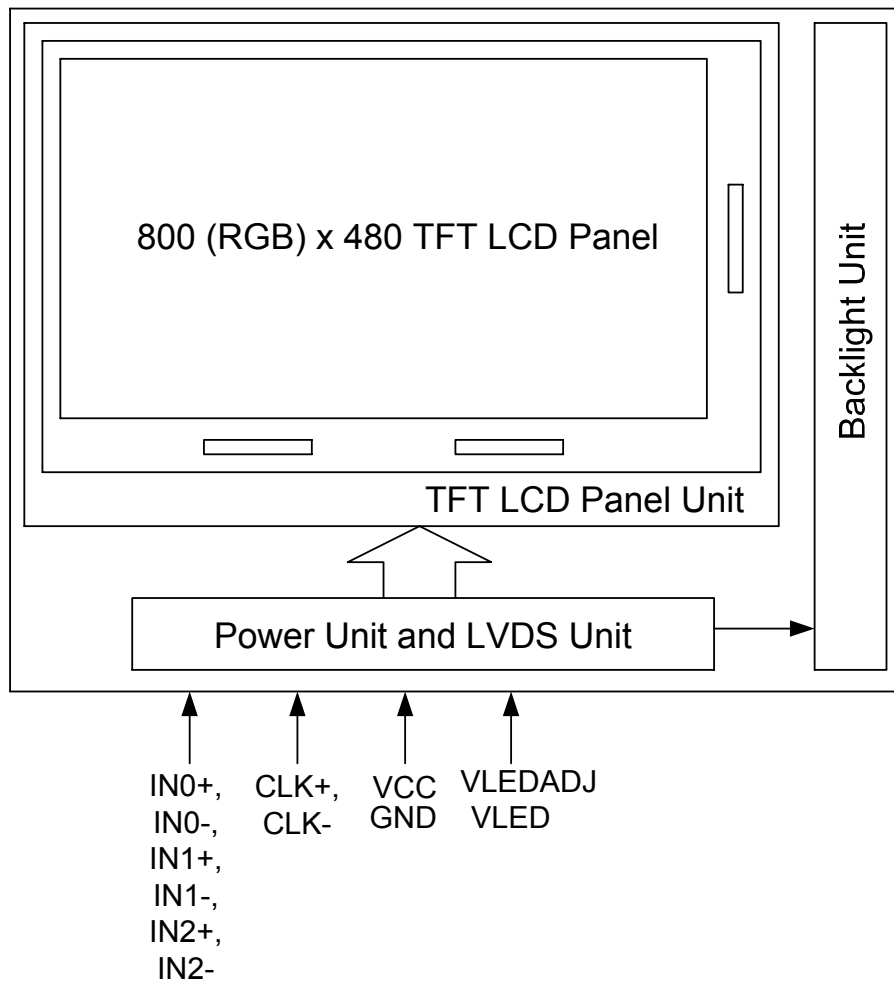 800 (RGB) x 480 TFT LCD Panel
Backlight Unit
TFT LCD Panel Unit
Power Unit and LVDS Unit
IN0+,
IN0-,
IN1+,
IN1-,
IN2+,
IN2-
CLK+,
CLK-
VCC
GND
VLEDADJ
VLED